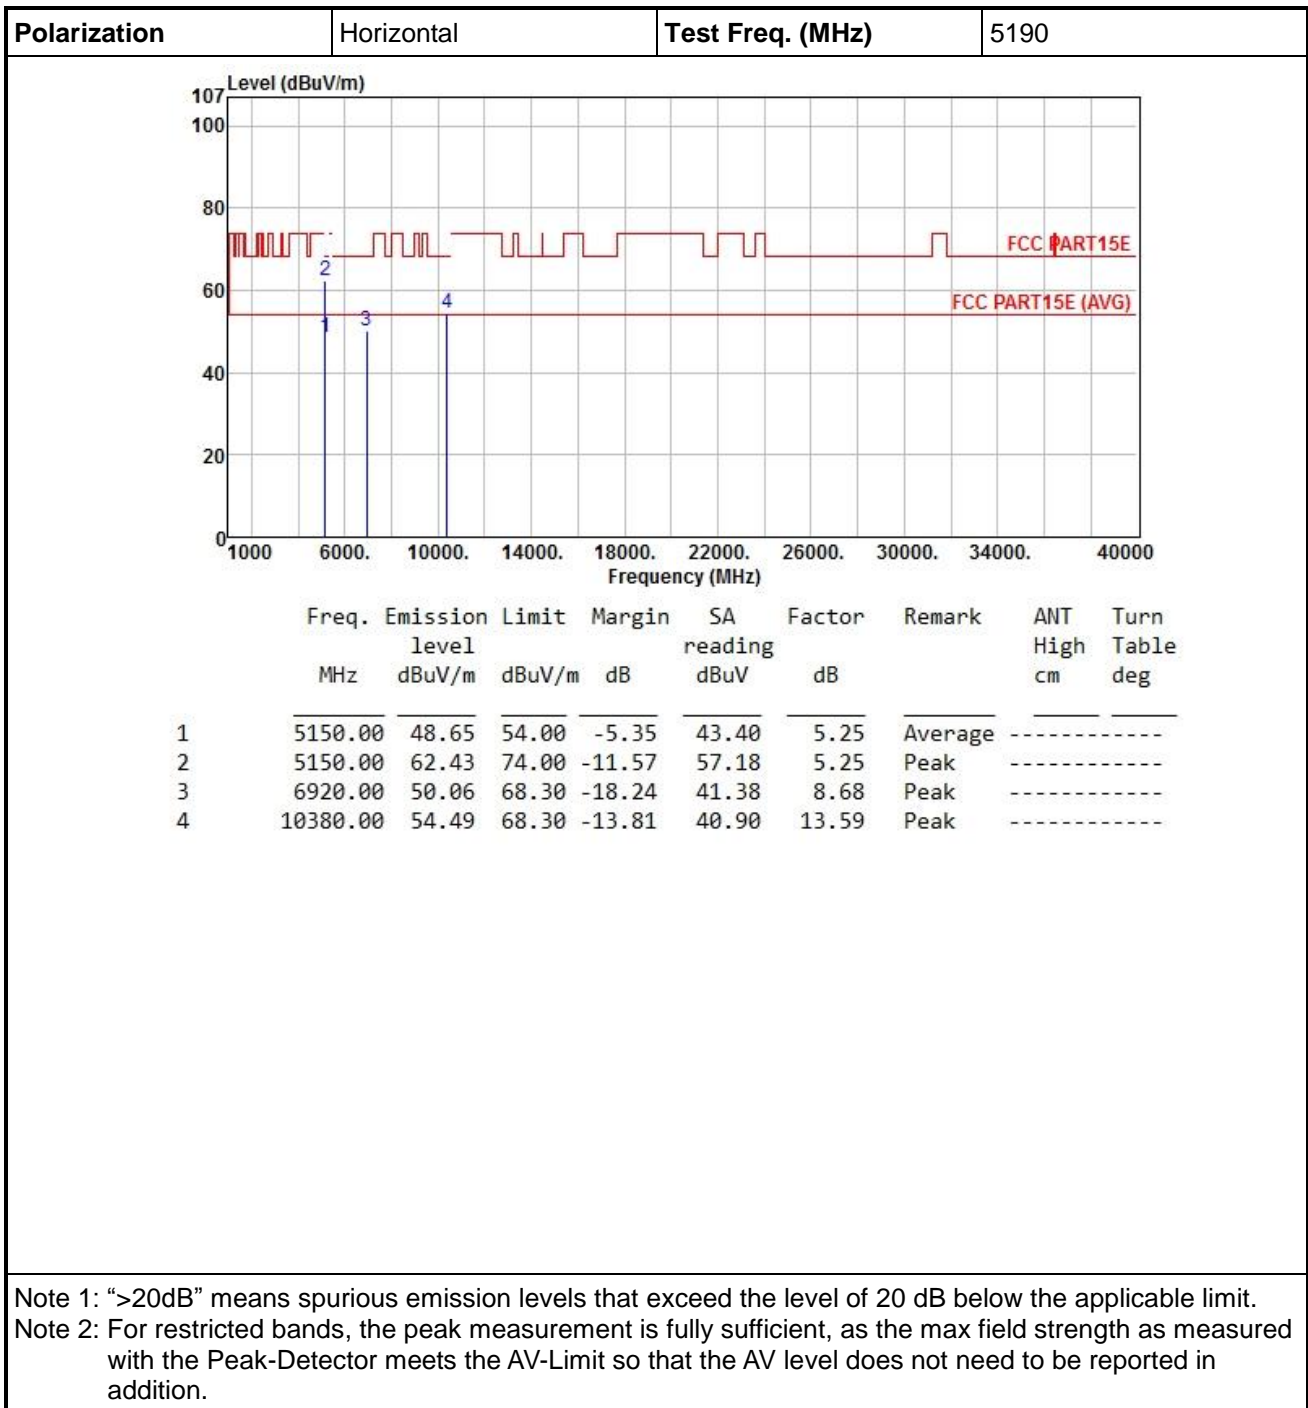 Polarization Horizontal Test Freq. (MHz) 5190
Level (dBuV/m)
107
100
80
FCC PART15E
2
60
4
FCC PART15E (AVG)
1 3
40
20
0
1000 6000. 10000. 14000. 18000. 22000. 26000. 30000. 34000. 40000
Frequency (MHz)
Freq. Emission Limit Margin SA Factor Remark ANT Turn
level reading High Table
MHz dBuV/m dBuV/m dB dBuV dB cm deg
1 5150.00 48.65 54.00 -5.35 43.40 5.25 Average ------------
2 5150.00 62.43 74.00 -11.57 57.18 5.25 Peak ------------
3 6920.00 50.06 68.30 -18.24 41.38 8.68 Peak ------------
4 10380.00 54.49 68.30 -13.81 40.90 13.59 Peak ------------
Note 1: “>20dB” means spurious emission levels that exceed the level of 20 dB below the applicable limit.
Note 2: For restricted bands, the peak measurement is fully sufficient, as the max field strength as measured
with the Peak-Detector meets the AV-Limit so that the AV level does not need to be reported in
addition.